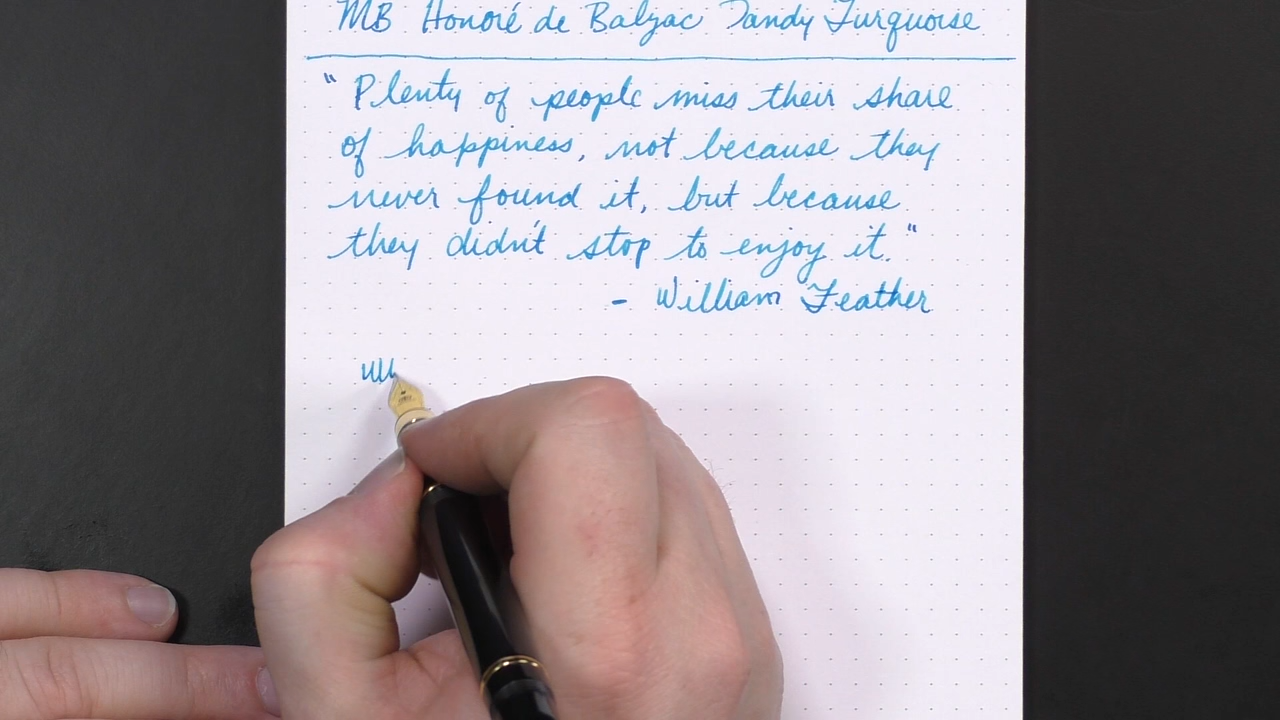 MB Honoré de Balzac Dandy Turquoise
"Plenty of people miss their share
of happiness, not because they
never found it, but because
they didn't stop to enjoy it."
- William Feather